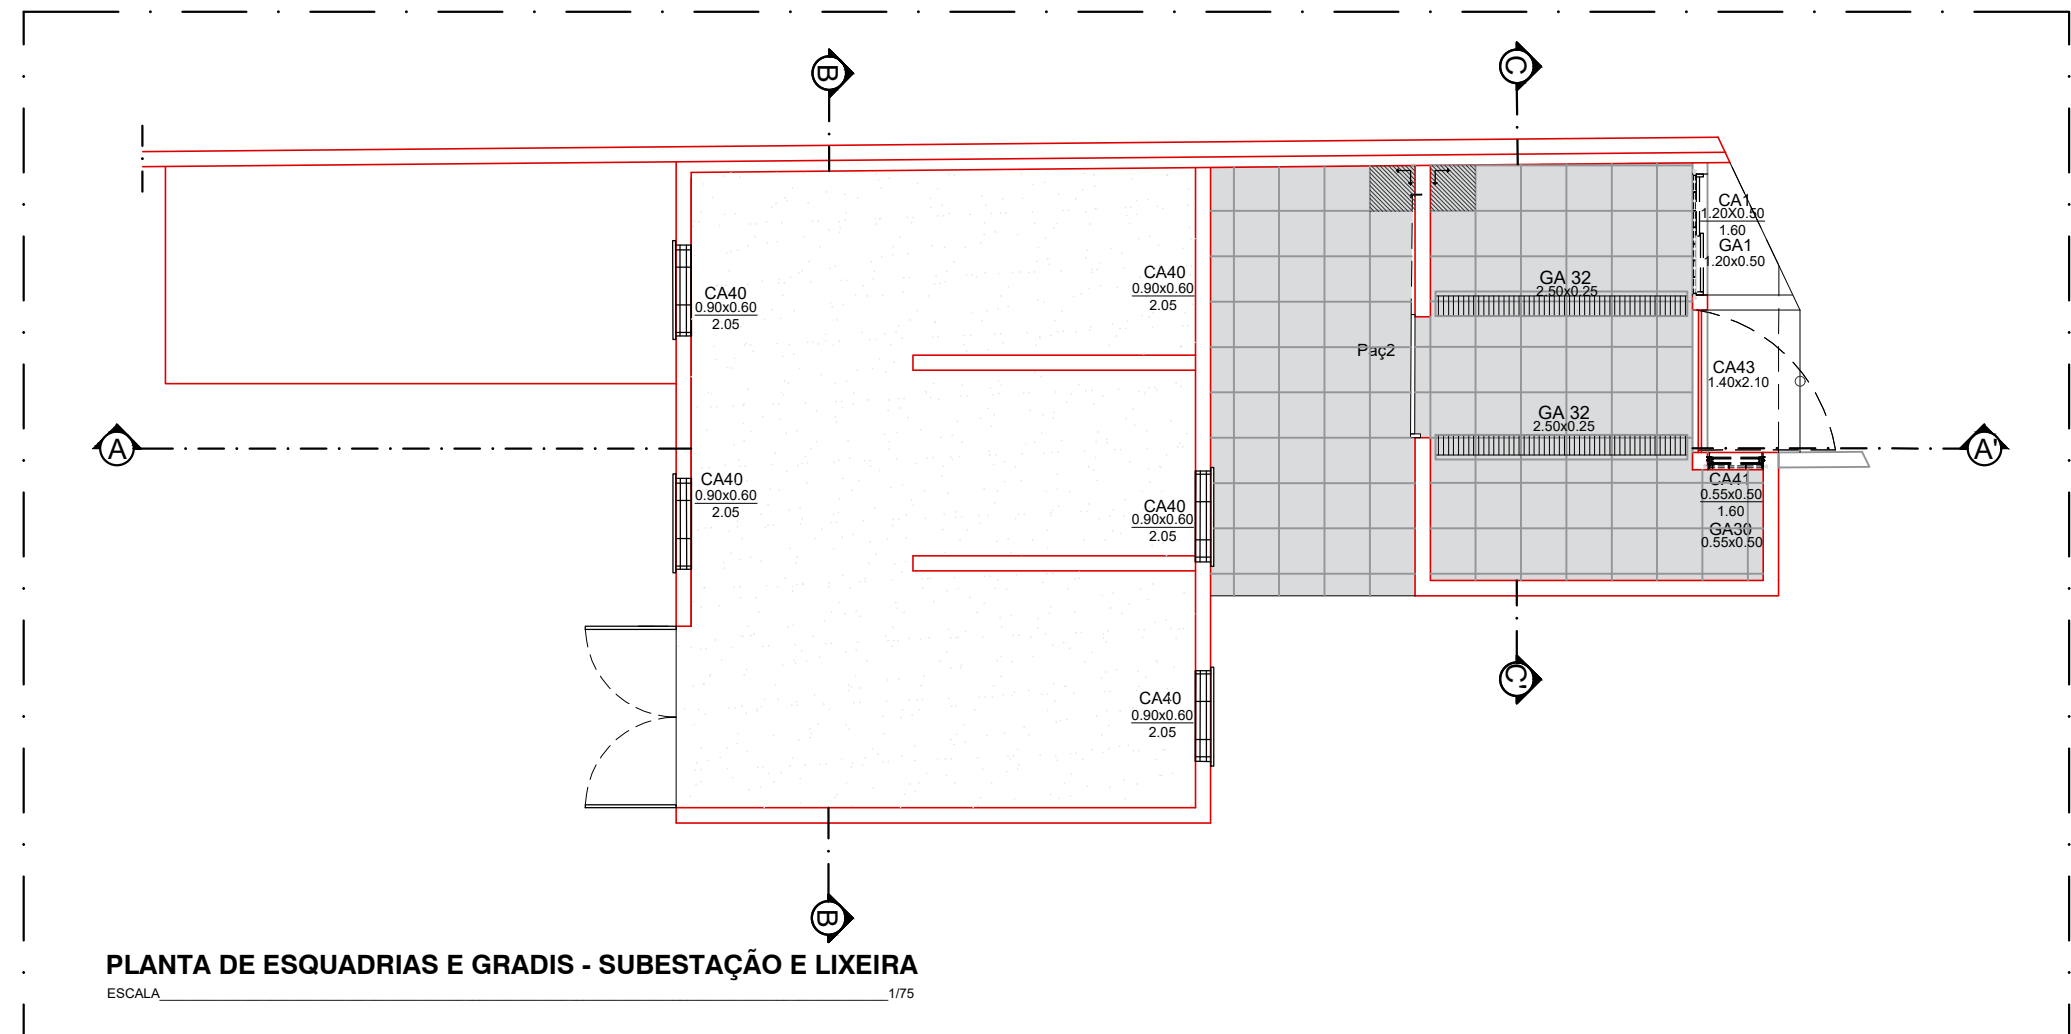 B
C
CA1
1.20X0.50
1.60
GA1
1.20x0.50
CA40
0.90x0.60
2.05
CA40
0.90x0.60
2.05
GA 32
2.50x0.25
Paç2
CA43
1.40x2.10
GA 32
2.50x0.25
A
A'
CA40
0.90x0.60
2.05
CA40
0.90x0.60
2.05
CA41
0.55x0.50
1.60
GA30
0.55x0.50
C'
CA40
0.90x0.60
2.05
B
PLANTA DE ESQUADRIAS E GRADIS - SUBESTAÇÃO E LIXEIRA
ESCALA 1/75